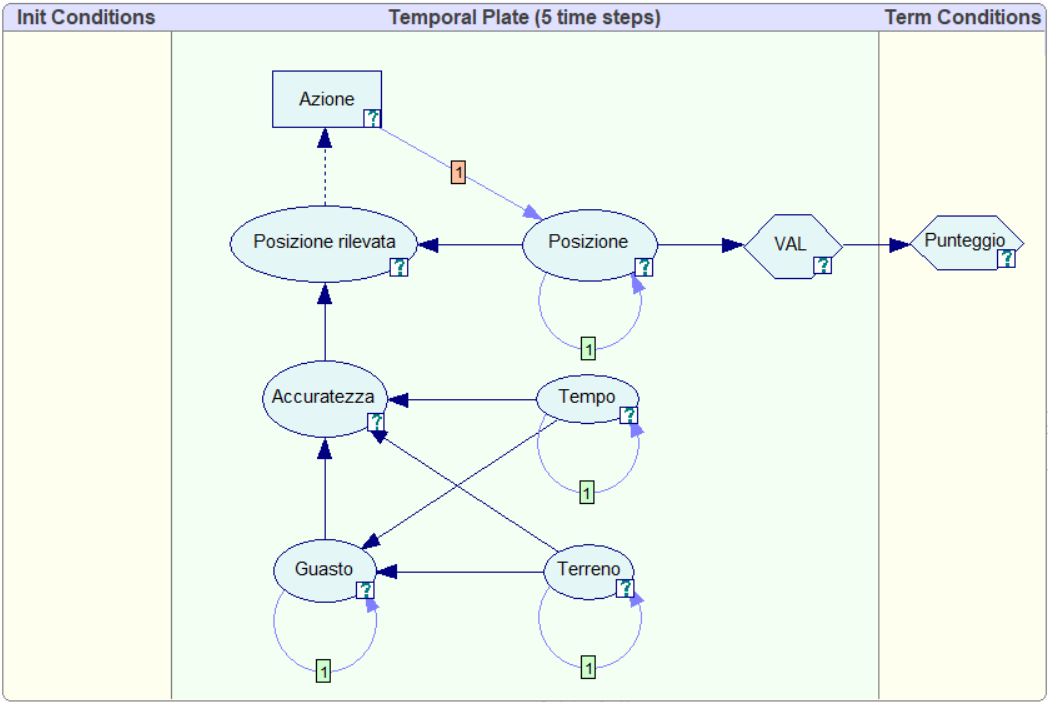 Init Conditions
Temporal Plate (5 time steps)
Term Conditions
Azione
?
1
Posizione rilevata
?
Posizione
?
VAL
?
Punteggio
?
1
Accuratezza
?
Tempo
?
1
Guasto
?
Terreno
?
1
1